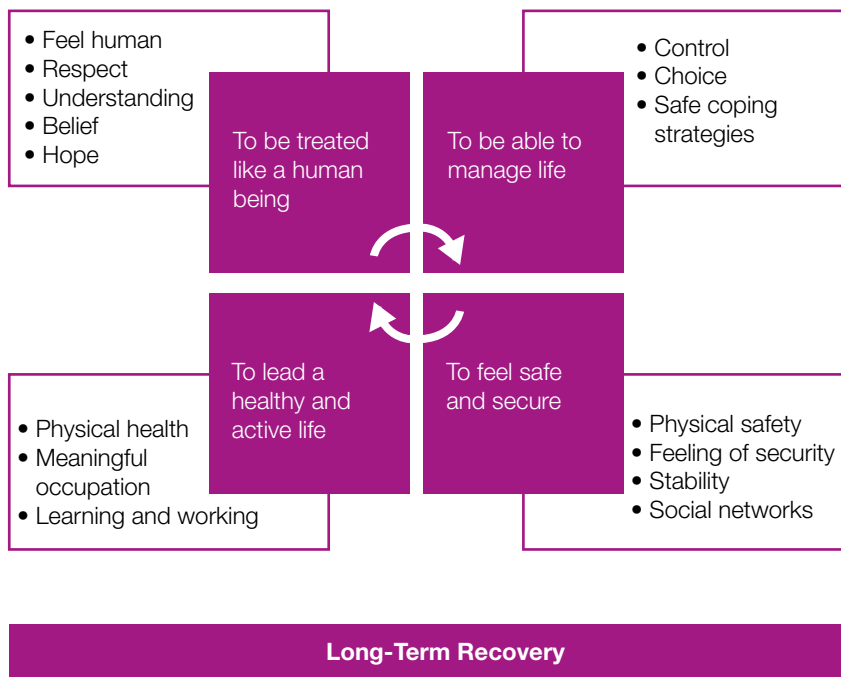 • Feel human
• Respect
• Understanding
• Belief
• Hope
To be treated
like a human
being
To be able to
manage life
• Control
• Choice
• Safe coping
strategies
• Physical health
• Meaningful
occupation
• Learning and working
To lead a
healthy and
active life
To feel safe
and secure
• Physical safety
• Feeling of security
• Stability
• Social networks
Long-Term Recovery